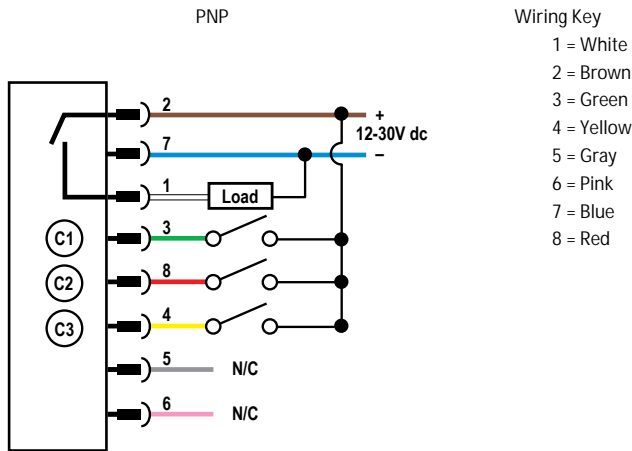 PNP
Wiring Key
1 = White
2 = Brown
3 = Green
4 = Yellow
5 = Gray
6 = Pink
7 = Blue
8 = Red
2
+
12-30V dc
7
–
1
Load
C1
3
C2
8
C3
4
5
N/C
6
N/C